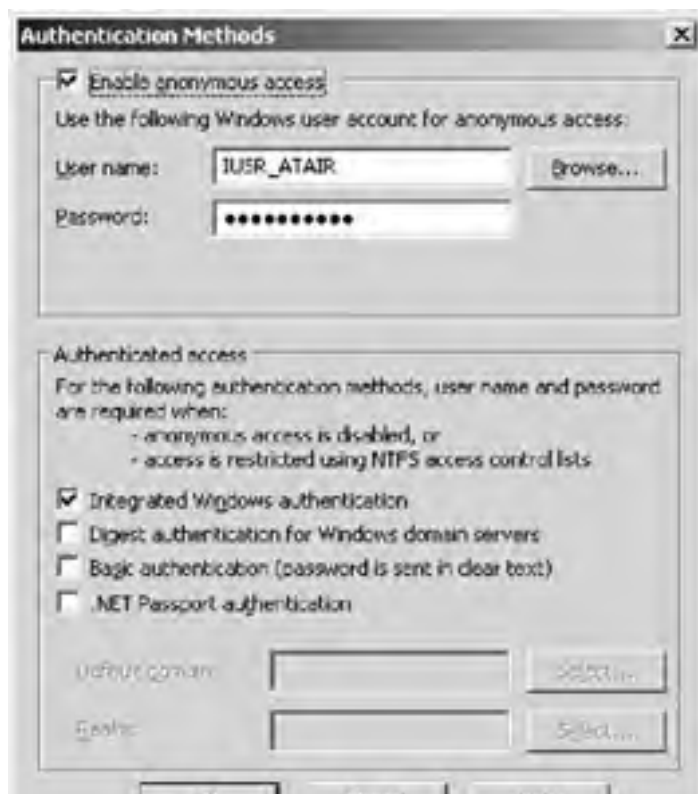 Authentication Methods
Enable anonymous access
Use the following Windows user account for anonymous access:
User name: IUSR_ATAIR Browse...
Password: ●●●●●●●●●●
Authenticated access
For the following authentication methods, user name and password
are required when:
- anonymous access is disabled, or
- access is restricted using NTFS access control lists
Integrated Windows authentication
Digest authentication for Windows domain servers
Basic authentication (password is sent in clear text)
.NET Passport authentication
Default domain: Select...
Realm: Select...